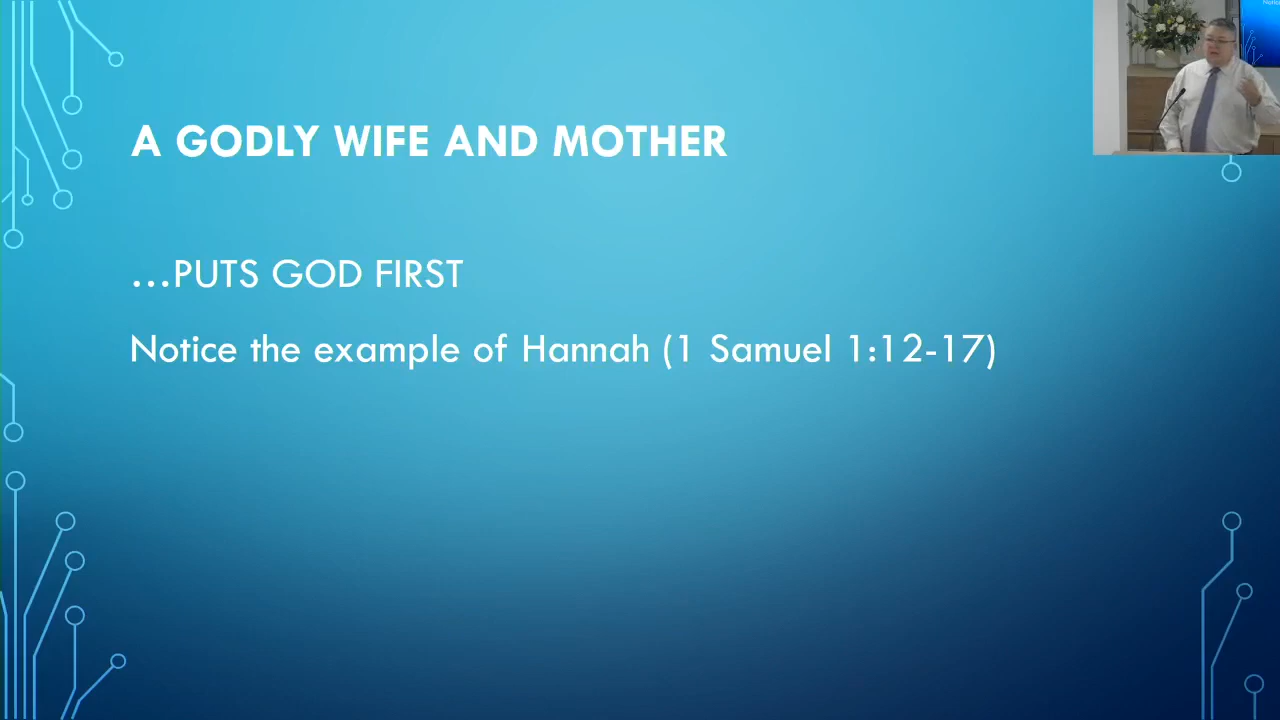 A GODLY WIFE AND MOTHER
...PUTS GOD FIRST
Notice the example of Hannah (1 Samuel 1:12-17)